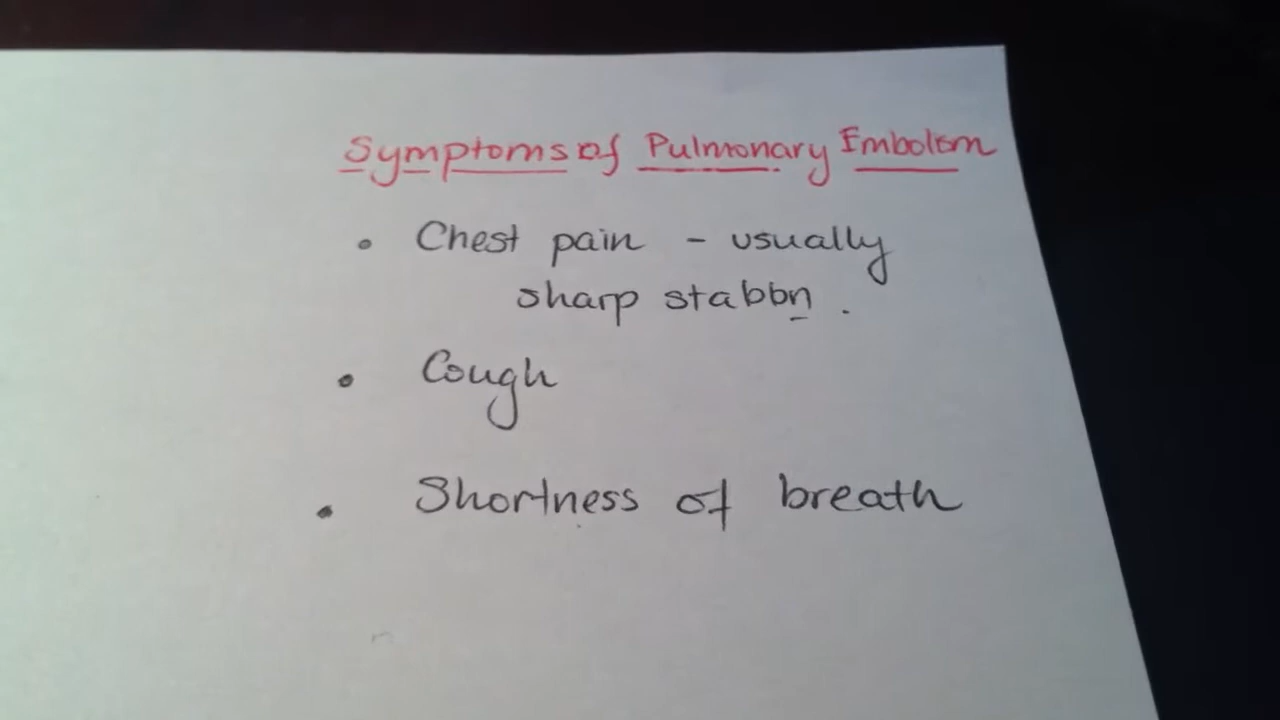 Symptoms of Pulmonary Embolism
• Chest pain - usually
sharp stabbn.
• Cough
• Shortness of breath